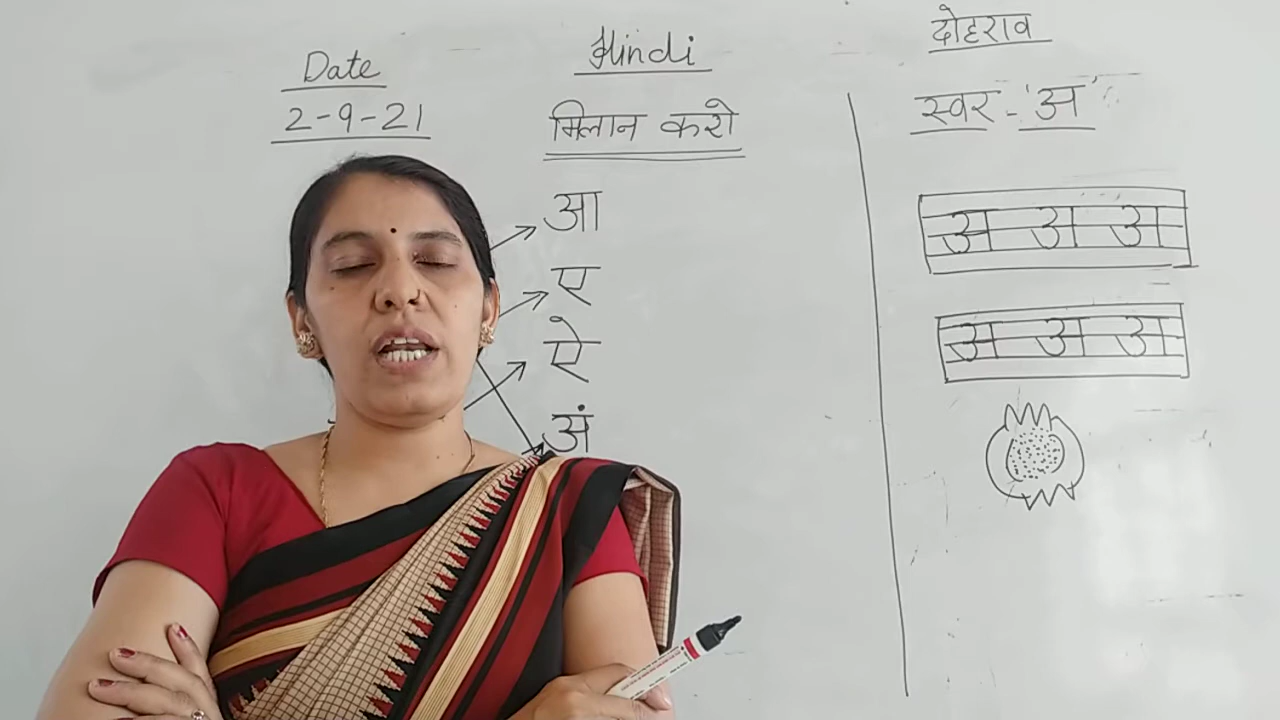 Date
2-9-21
Hindi
मिलान करो
आ
ए
ऐ
अं
दोहराव
स्वर - 'अ'
अ अ अ
अ अ अ